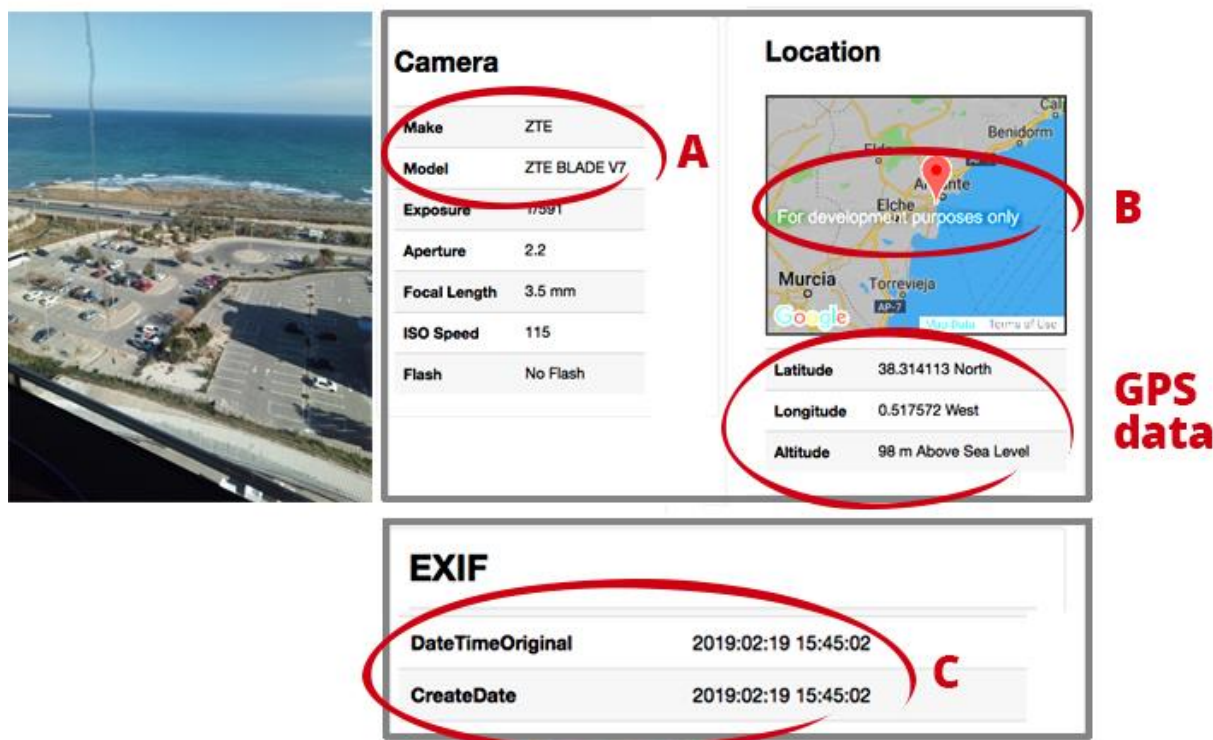 Camera
Make ZTE
Model ZTE BLADE V7
Exposure 1/591
Aperture 2.2
Focal Length 3.5 mm
ISO Speed 115
Flash No Flash
A
Location
Cal
Benidorm
Elche
For development purposes only
Murcia
Torrevieja
AP-7
Google
Map Data Terms of Use
B
Latitude 38.314113 North
Longitude 0.517572 West
Altitude 98 m Above Sea Level
GPS
data
EXIF
DateTimeOriginal 2019:02:19 15:45:02
CreateDate 2019:02:19 15:45:02
C